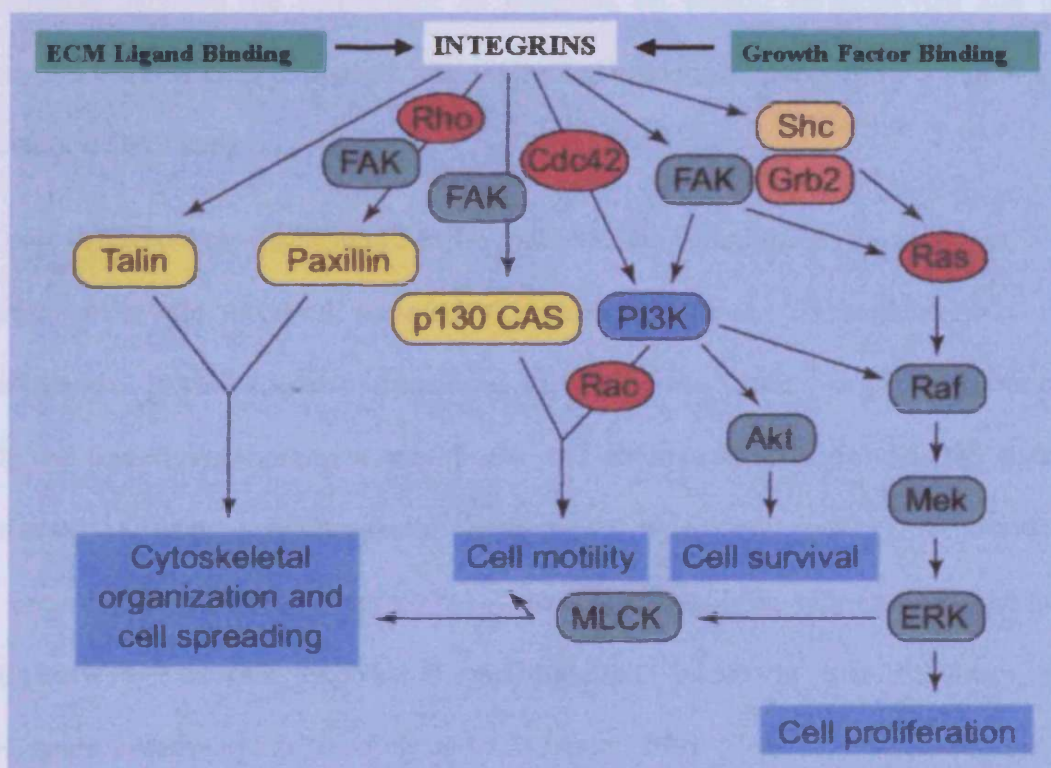 ECM Ligand Binding
INTEGRINS
Growth Factor Binding
Rho
Shc
FAK
Cdc42
FAK
FAK
Grb2
Talin
Paxillin
Ras
p130 CAS
PI3K
Rac
Raf
Akt
Mek
Cytoskeletal
organization and
cell spreading
Cell motility
Cell survival
MLCK
ERK
Cell proliferation